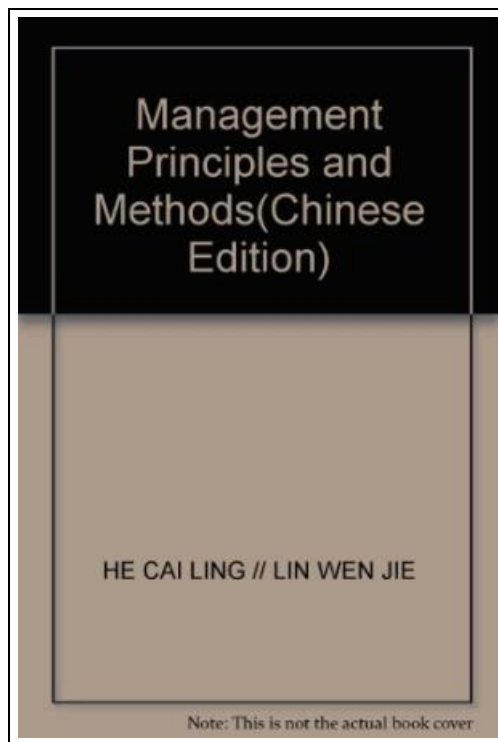 Management
Principles and
Methods(Chinese
Edition)
HE CAI LING // LIN WEN JIE
Note: This is not the actual book cover